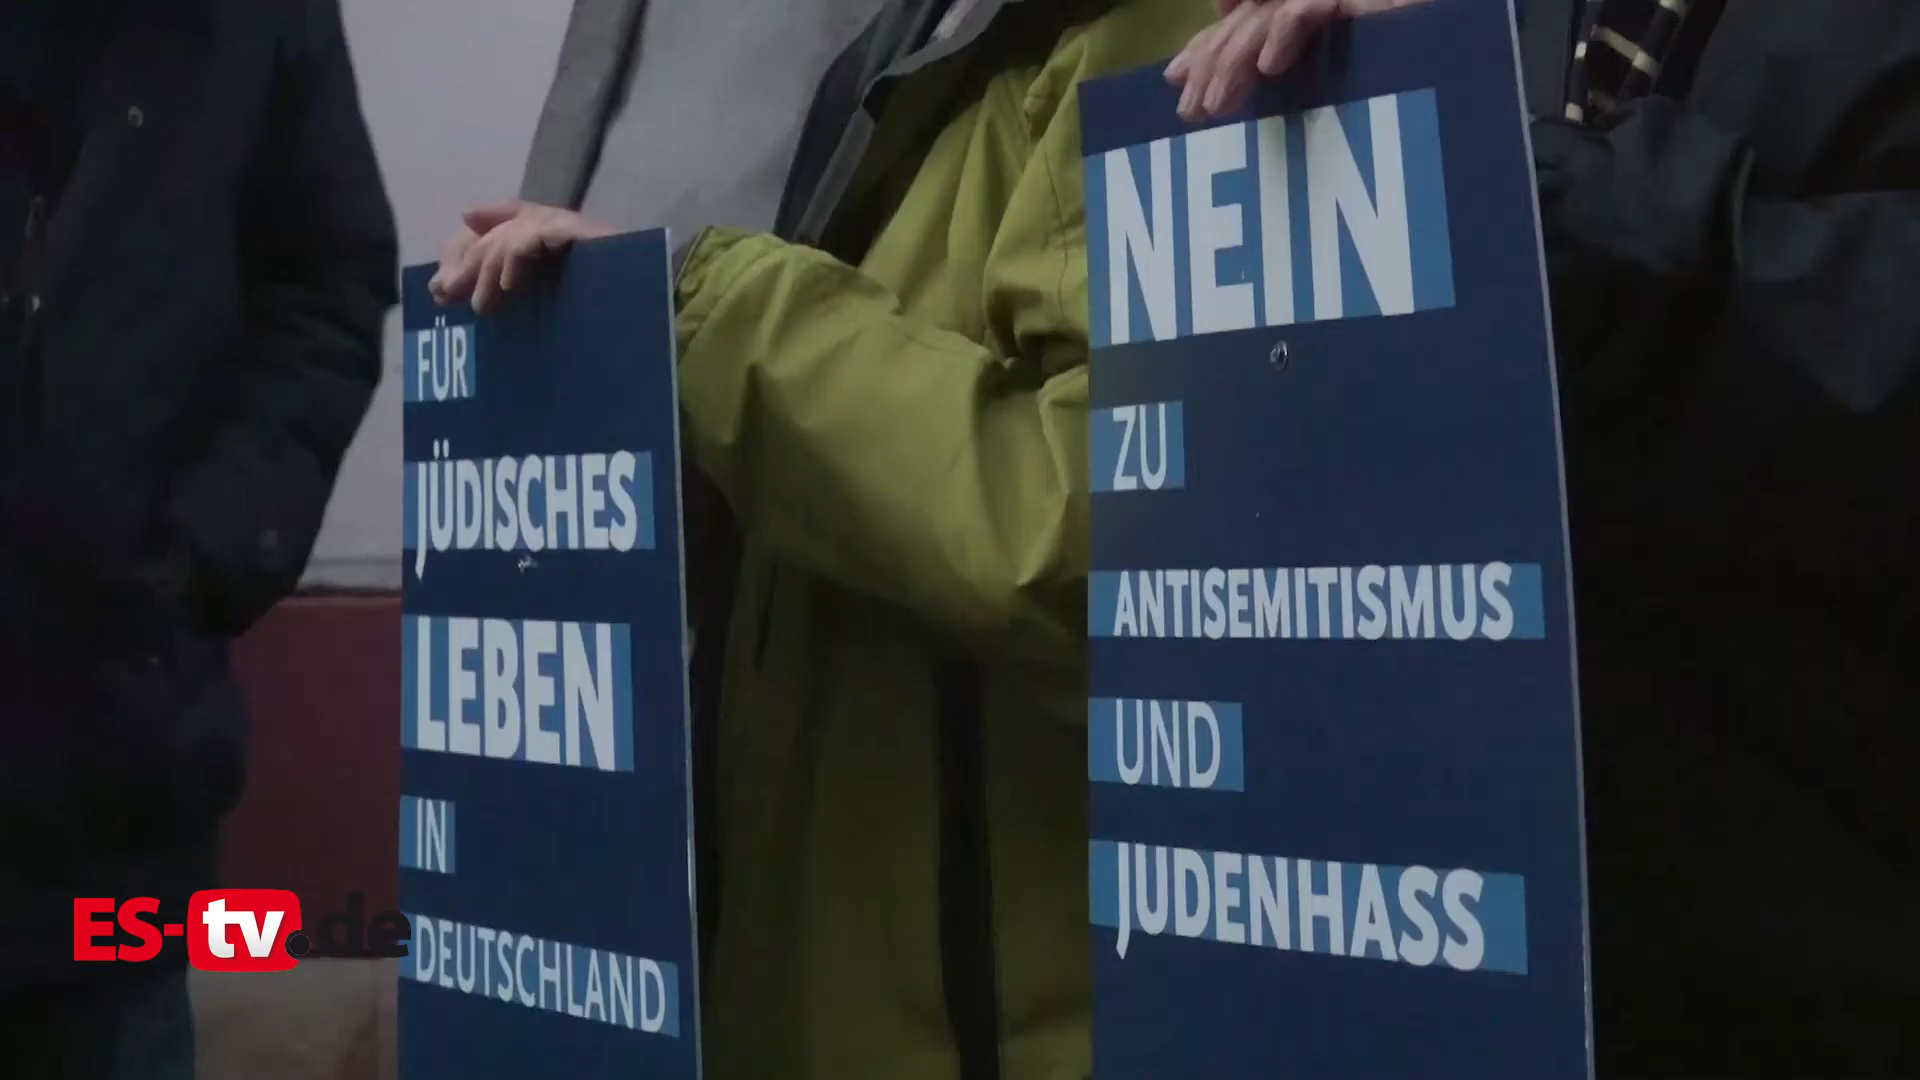 FÜR
JÜDISCHES
LEBEN
IN
DEUTSCHLAND
NEIN
ZU
ANTISEMITISMUS
UND
JUDENHASS
ES-tv.de